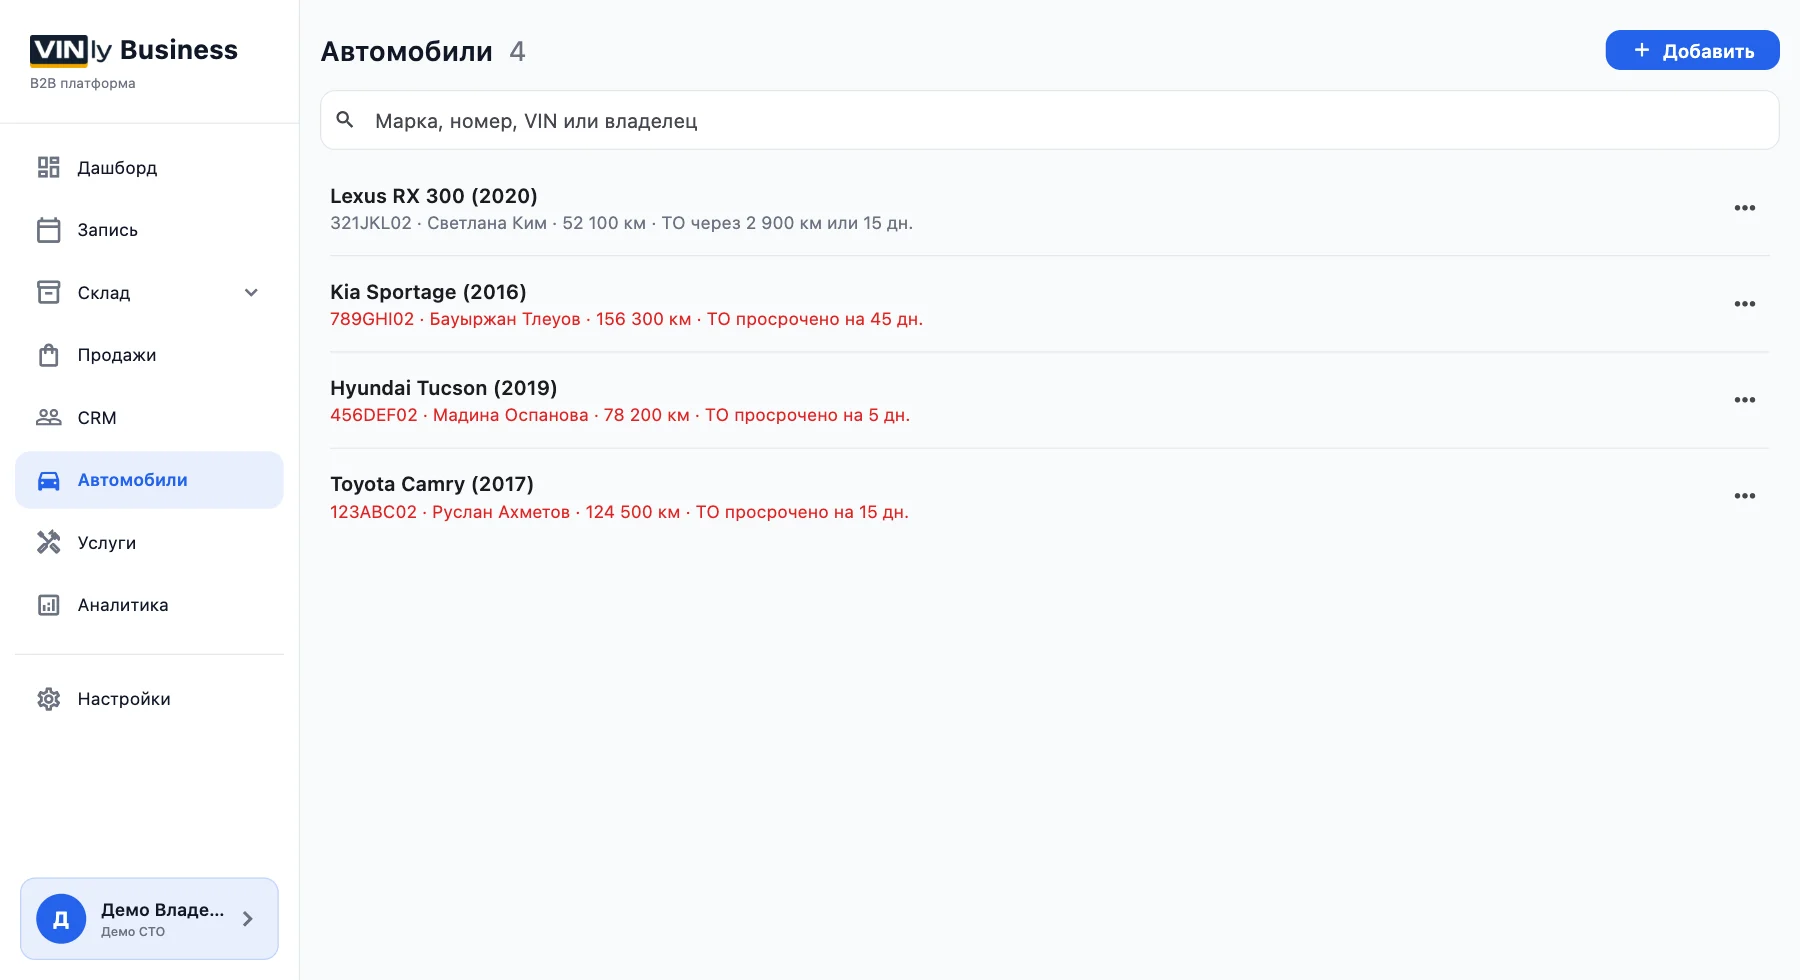 VINly Business
B2B платформа
Дашборд
Запись
Склад
Продажи
CRM
Автомобили
Услуги
Аналитика
Настройки
Д
Демо Владе...
Демо СТО
Автомобили 4
+ Добавить
Марка, номер, VIN или владелец
Lexus RX 300 (2020)
321JKL02 · Светлана Ким · 52 100 км · ТО через 2 900 км или 15 дн.
Kia Sportage (2016)
789GHI02 · Бауыржан Тлеуов · 156 300 км · ТО просрочено на 45 дн.
Hyundai Tucson (2019)
456DEF02 · Мадина Оспанова · 78 200 км · ТО просрочено на 5 дн.
Toyota Camry (2017)
123ABC02 · Руслан Ахметов · 124 500 км · ТО просрочено на 15 дн.